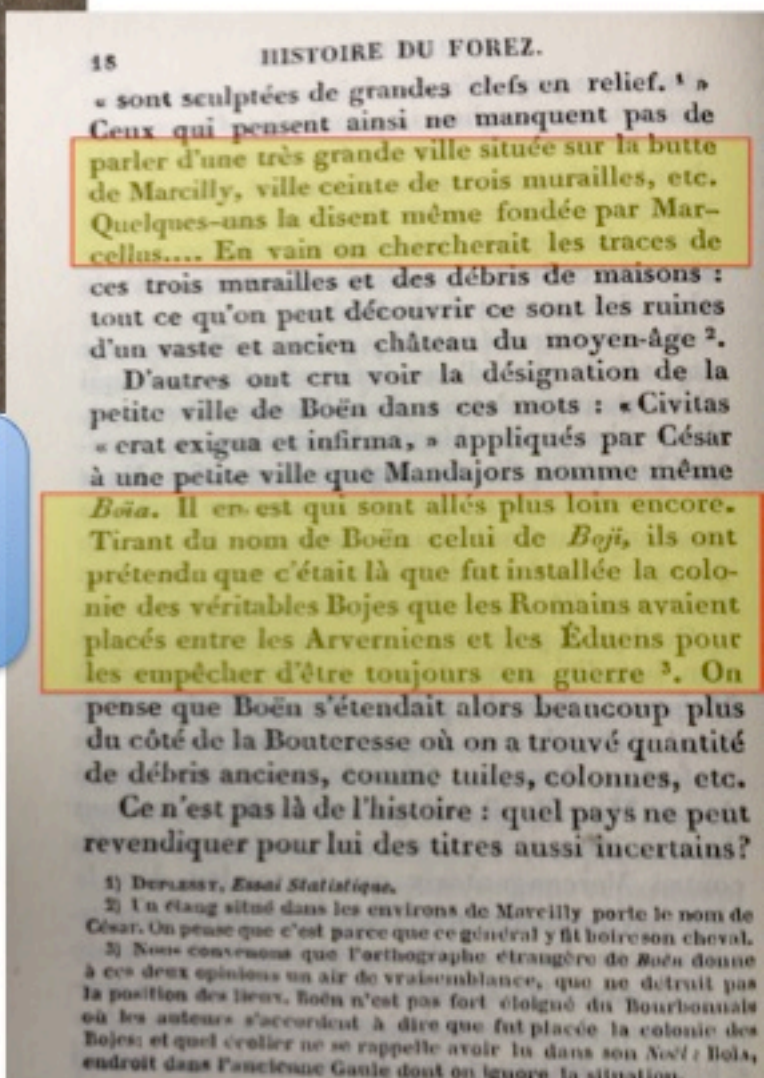 18 HISTOIRE DU FOREZ.
« sont sculptées de grandes clefs en relief. ¹ »
Ceux qui pensent ainsi ne manquent pas de
parler d'une très grande ville située sur la butte
de Marcilly, ville ceinte de trois murailles, etc.
Quelques-uns la disent même fondée par Mar-
cellus.... En vain on chercherait les traces de
ces trois murailles et des débris de maisons :
tout ce qu'on peut découvrir ce sont les ruines
d'un vaste et ancien château du moyen-âge ².
D'autres ont cru voir la désignation de la
petite ville de Boën dans ces mots : « Civitas
« erat exigua et infirma, » appliqués par César
à une petite ville que Mandajors nomme même
Boïa. Il en est qui sont allés plus loin encore.
Tirant du nom de Boën celui de Bojï, ils ont
prétendu que c'était là que fut installée la colo-
nie des véritables Bojes que les Romains avaient
placés entre les Arverniens et les Éduens pour
les empêcher d'être toujours en guerre ³. On
pense que Boën s'étendait alors beaucoup plus
du côté de la Bouteresse où on a trouvé quantité
de débris anciens, comme tuiles, colonnes, etc.
Ce n'est pas là de l'histoire : quel pays ne peut
revendiquer pour lui des titres aussi incertains?
1) DUPLESSY, Essai Statistique.
2) Un étang situé dans les environs de Marcilly porte le nom de
César. On pense que c'est parce que ce général y fit boire son cheval.
3) Nous convenons que l'orthographe étrangère de Boën donne
à ces deux opinions un air de vraisemblance, que ne détruit pas
la position des lieux. Boën n'est pas fort éloigné du Bourbonnais
où les auteurs s'accordent à dire que fut placée la colonie des
Bojes; et quel écolier ne se rappelle avoir lu dans son Noël : Boïa,
endroit dans l'ancienne Gaule dont on ignore la situation.